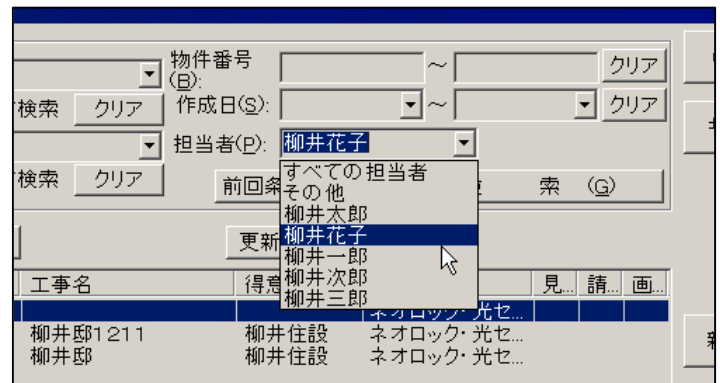 物件番号
(B): ～ クリア
検索 クリア 作成日(S): ～ クリア
担当者(P): 柳井花子
検索 クリア 前回条 索 (G)
すべての担当者
その他
柳井太郎
柳井花子
柳井一郎
柳井次郎
柳井三郎
更新
工事名 得意 見... 請... 画...
ネオロック・光セ...
柳井邸1211 柳井住設 ネオロック・光セ...
柳井邸 柳井住設 ネオロック・光セ...